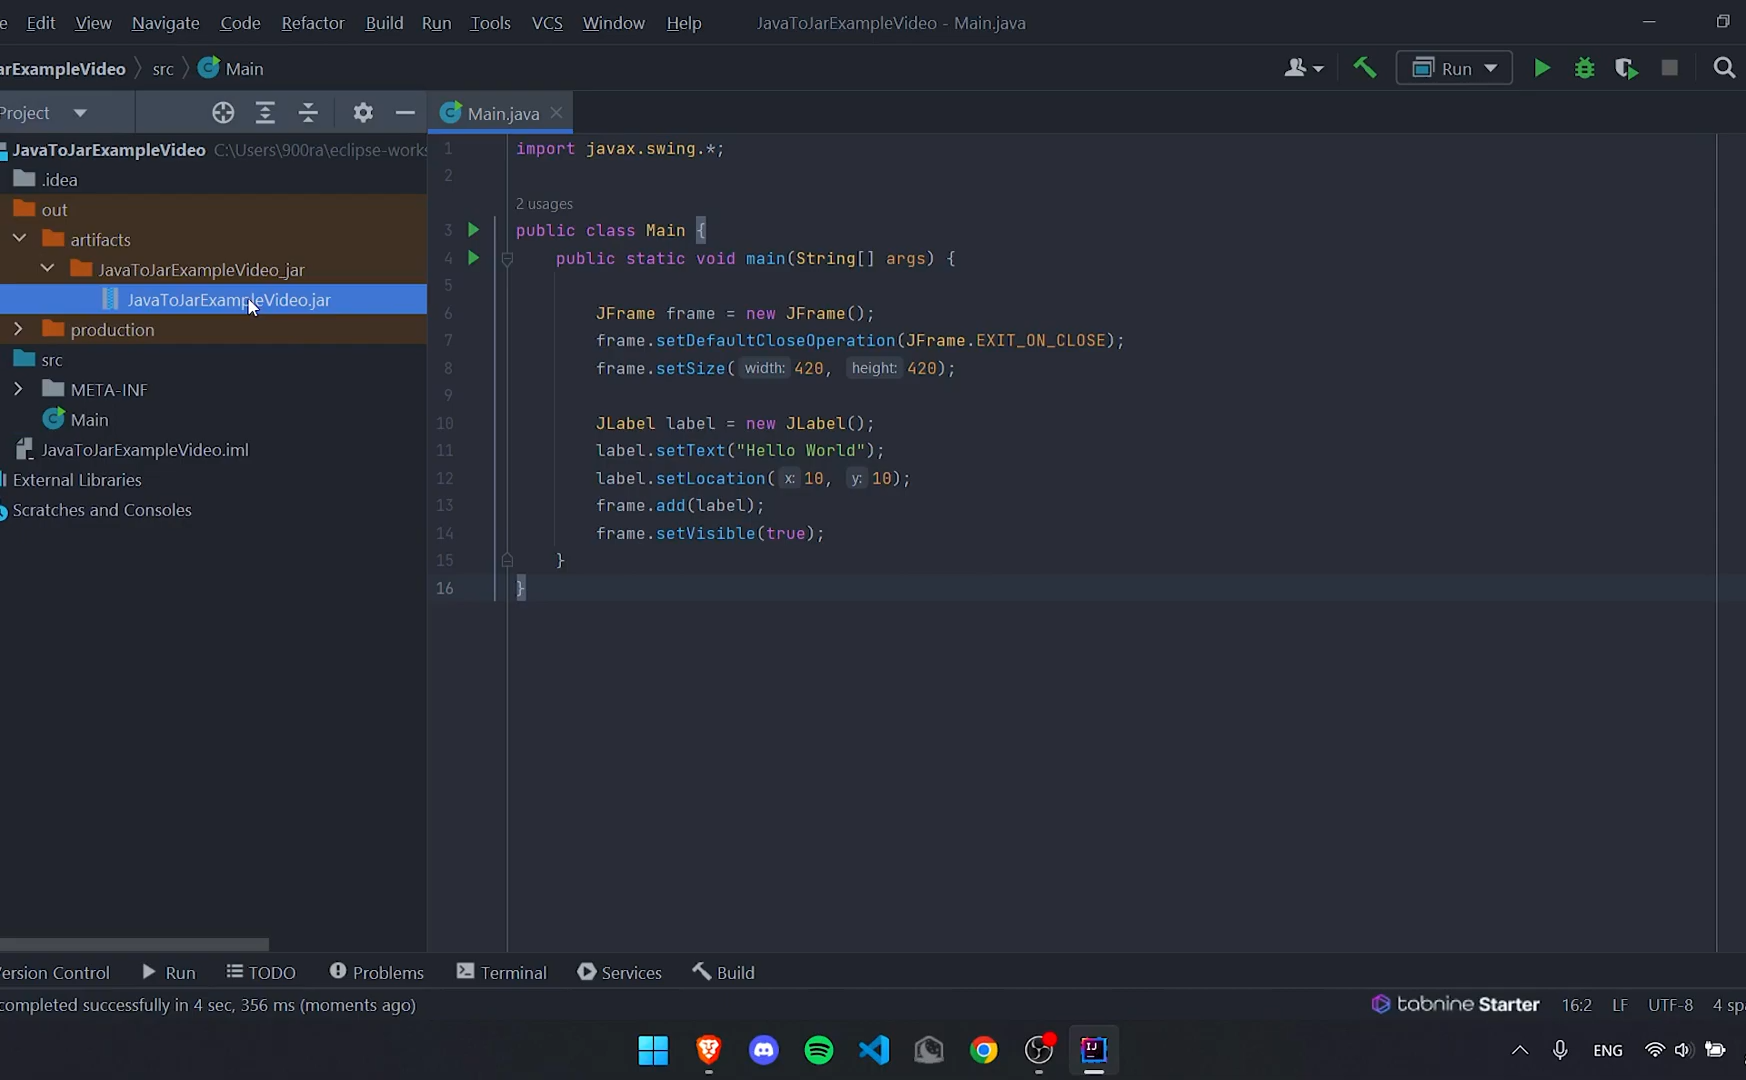 e Edit View Navigate Code Refactor Build Run Tools VCS Window Help JavaToJarExampleVideo - Main.java
arExampleVideo src Main Run
Project Main.java
JavaToJarExampleVideo C:\Users\900ra\eclipse-works
.idea
out
artifacts
JavaToJarExampleVideo_jar
JavaToJarExampleVideo.jar
production
src
META-INF
Main
JavaToJarExampleVideo.iml
External Libraries
Scratches and Consoles
1 import javax.swing.*;
2
2 usages
3 public class Main {
4 public static void main(String[] args) {
5
6 JFrame frame = new JFrame();
7 frame.setDefaultCloseOperation(JFrame.EXIT_ON_CLOSE);
8 frame.setSize( width: 420, height: 420);
9
10 JLabel label = new JLabel();
11 label.setText("Hello World");
12 label.setLocation( x: 10, y: 10);
13 frame.add(label);
14 frame.setVisible(true);
15 }
16 }
ersion Control Run TODO Problems Terminal Services Build
completed successfully in 4 sec, 356 ms (moments ago) tabnine Starter 16:2 LF UTF-8 4 spa
IJ ENG